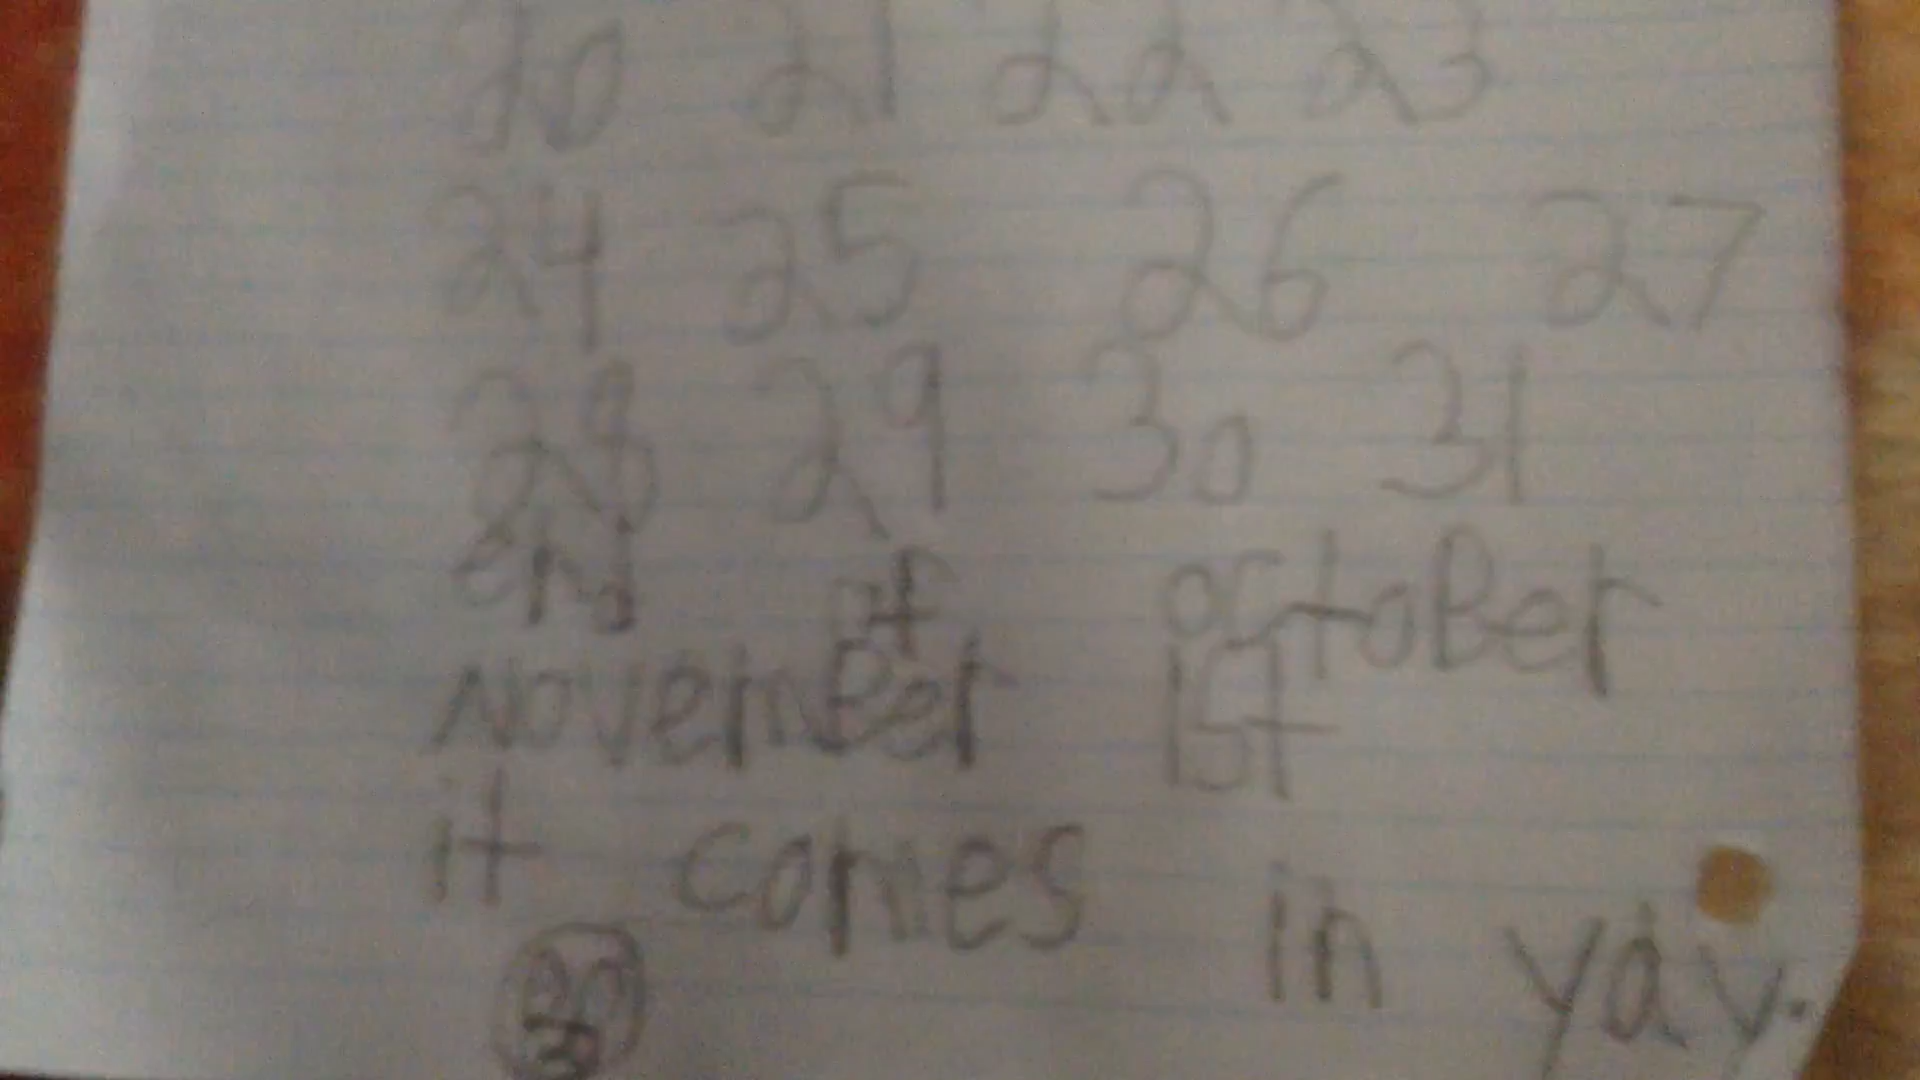 20 21 22 23
24 25 26 27
28 29 30 31
end of octoBer
NovemBer 1st
it comes in yay.